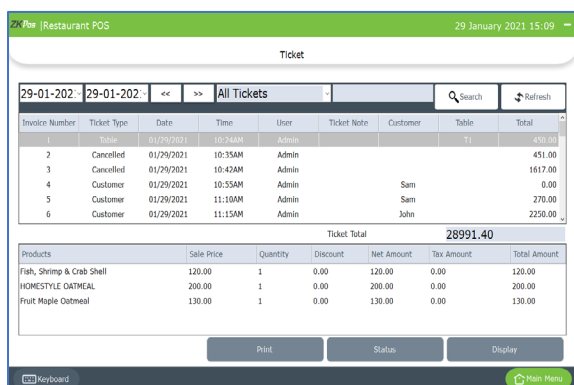 ZKPos |Restaurant POS 29 January 2021 15:09
Ticket
29-01-202: 29-01-202: << >> All Tickets Search Refresh
Invoice Number Ticket Type Date Time User Ticket Note Customer Table Total
1 Table 01/29/2021 10:24AM Admin T1 450.00
2 Cancelled 01/29/2021 10:35AM Admin 451.00
3 Cancelled 01/29/2021 10:42AM Admin 1617.00
4 Customer 01/29/2021 10:55AM Admin Sam 0.00
5 Customer 01/29/2021 11:10AM Admin Sam 270.00
6 Customer 01/29/2021 11:15AM Admin John 2250.00
Ticket Total 28991.40
Products Sale Price Quantity Discount Net Amount Tax Amount Total Amount
Fish, Shrimp & Crab Shell 120.00 1 0.00 120.00 0.00 120.00
HOMESTYLE OATMEAL 200.00 1 0.00 200.00 0.00 200.00
Fruit Maple Oatmeal 130.00 1 0.00 130.00 0.00 130.00
Print Status Display
Keyboard Main Menu